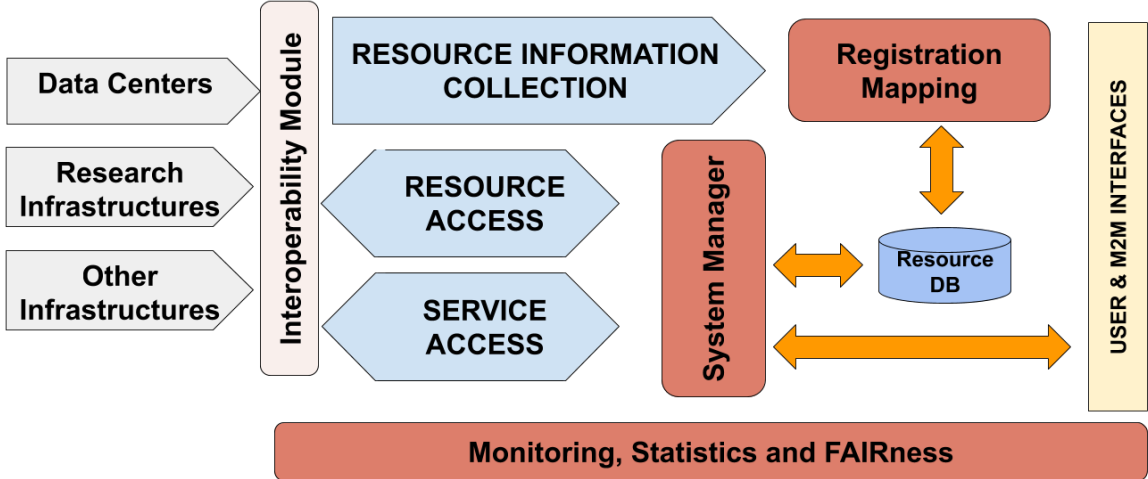 Data Centers
Research
Infrastructures
Other
Infrastructures
Interoperability Module
RESOURCE INFORMATION
COLLECTION
RESOURCE
ACCESS
SERVICE
ACCESS
System Manager
Registration
Mapping
Resource
DB
USER & M2M INTERFACES
Monitoring, Statistics and FAIRness